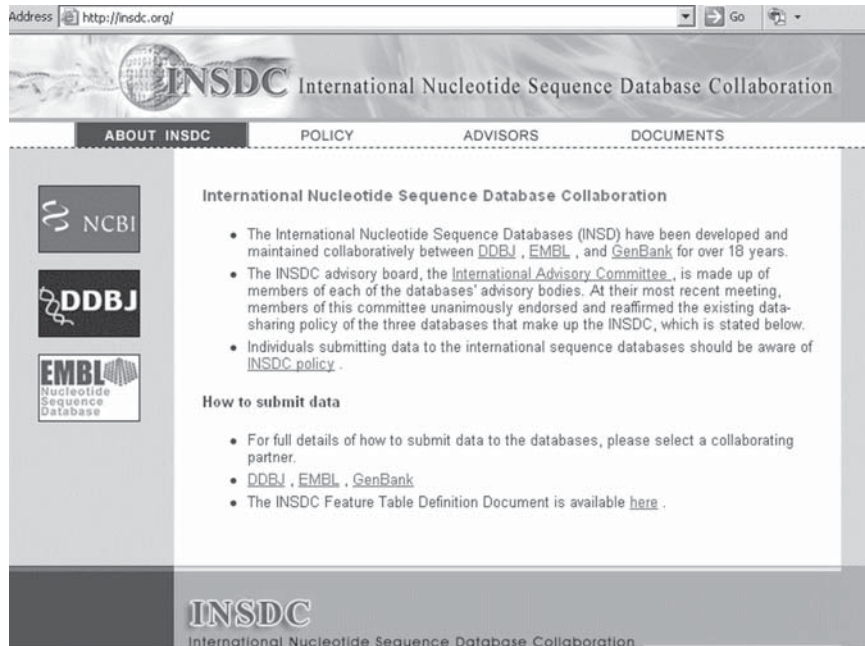 Address http://insdc.org/ Go
INSDC International Nucleotide Sequence Database Collaboration
ABOUT INSDC POLICY ADVISORS DOCUMENTS
NCBI
DDBJ
EMBL
Nucleotide
Sequence
Database
International Nucleotide Sequence Database Collaboration
• The International Nucleotide Sequence Databases (INSD) have been developed and
maintained collaboratively between DDBJ , EMBL , and GenBank for over 18 years.
• The INSDC advisory board, the International Advisory Committee , is made up of
members of each of the databases' advisory bodies. At their most recent meeting,
members of this committee unanimously endorsed and reaffirmed the existing data-
sharing policy of the three databases that make up the INSDC, which is stated below.
• Individuals submitting data to the international sequence databases should be aware of
INSDC policy .
How to submit data
• For full details of how to submit data to the databases, please select a collaborating
partner.
• DDBJ , EMBL , GenBank
• The INSDC Feature Table Definition Document is available here .
INSDC
International Nucleotide Sequence Database Collaboration